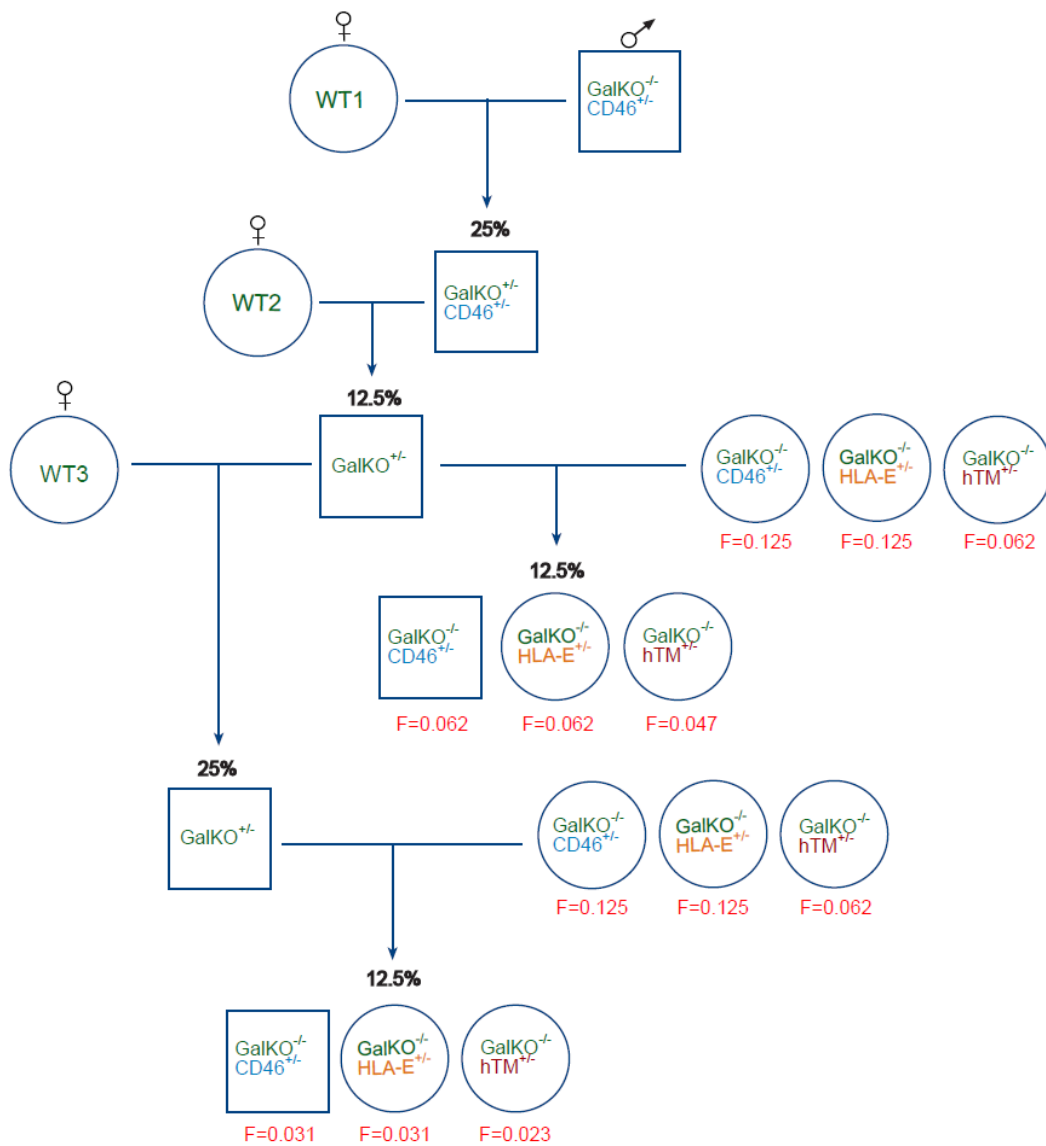 WT1
GalKO-/-
CD46+/-
25%
WT2
GalKO+/-
CD46+/-
12.5%
WT3
GalKO+/-
GalKO-/-
CD46+/-
GalKO-/-
HLA-E+/-
GalKO-/-
hTM+/-
F=0.125
F=0.125
F=0.062
12.5%
GalKO-/-
CD46+/-
GalKO-/-
HLA-E+/-
GalKO-/-
hTM+/-
F=0.062
F=0.062
F=0.047
25%
GalKO+/-
GalKO-/-
CD46+/-
GalKO-/-
HLA-E+/-
GalKO-/-
hTM+/-
F=0.125
F=0.125
F=0.062
12.5%
GalKO-/-
CD46+/-
GalKO-/-
HLA-E+/-
GalKO-/-
hTM+/-
F=0.031
F=0.031
F=0.023